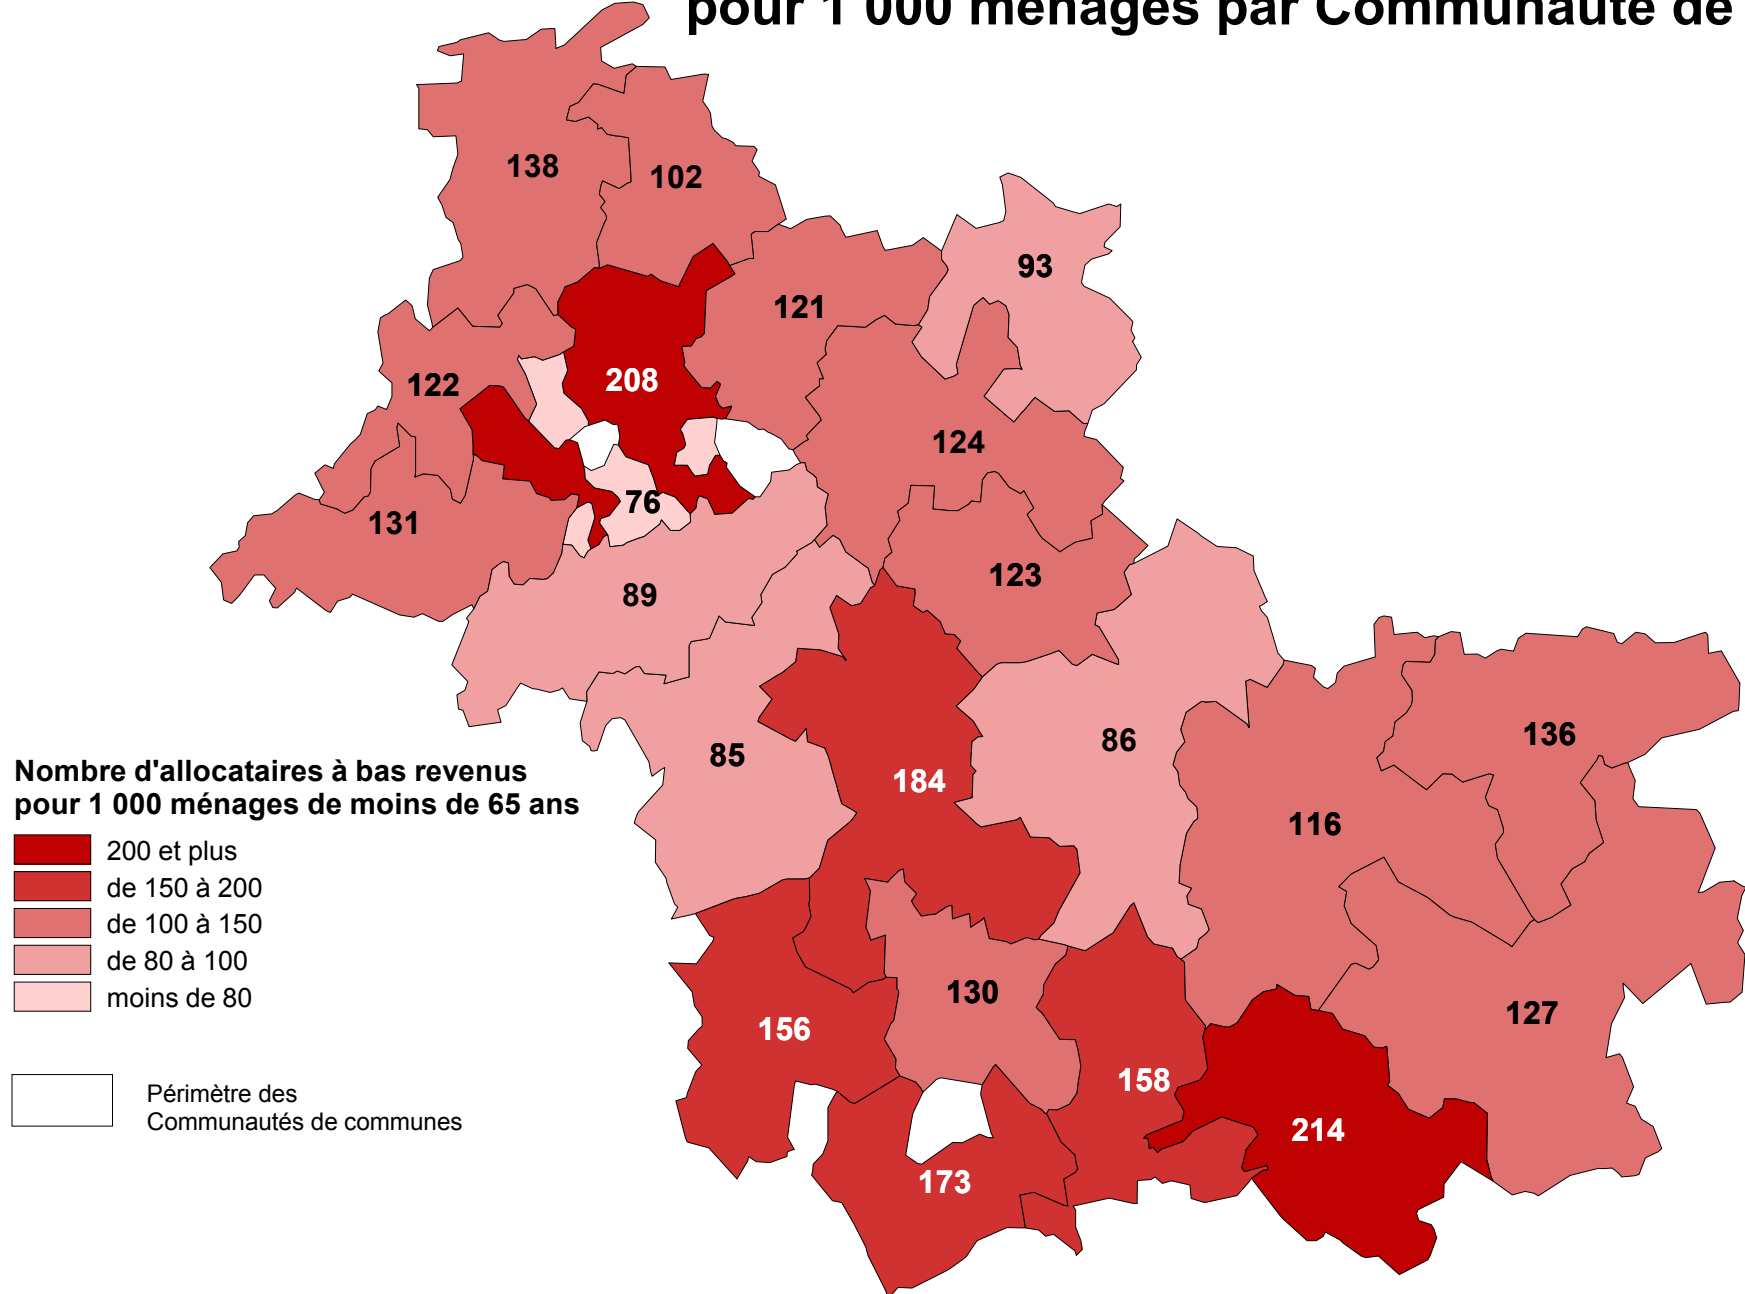 pour 1 000 ménages par Communauté de
138
102
93
121
208
122
124
76
131
123
89
136
86
85
184
116
130
127
156
158
214
173
Nombre d'allocataires à bas revenus
pour 1 000 ménages de moins de 65 ans
200 et plus
de 150 à 200
de 100 à 150
de 80 à 100
moins de 80
Périmètre des
Communautés de communes